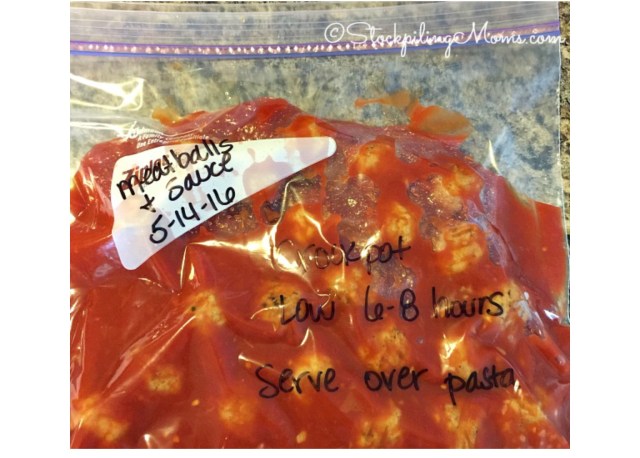 © StockpilingMoms.com
meatballs
+ Sauce
5-14-16
Crockpot
Low 6-8 hours
Serve over pasta